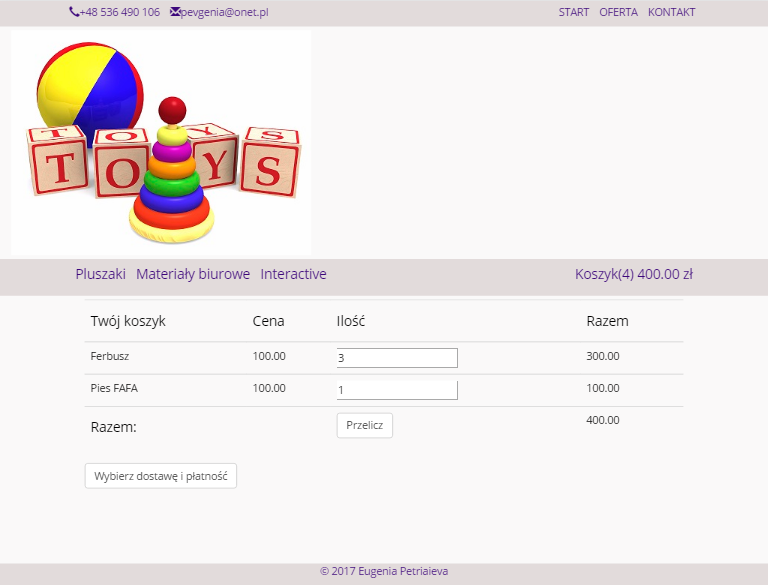 +48 536 490 106 pevgenia@onet.pl START OFERTA KONTAKT
T O Y S
T O Y S
Pluszaki Materiały biurowe Interactive Koszyk(4) 400.00 zł
Twój koszyk Cena Ilość Razem
Ferbusz 100.00 3 300.00
Pies FAFA 100.00 1 100.00
Razem: Przelicz 400.00
Wybierz dostawę i płatność
© 2017 Eugenia Petriaieva